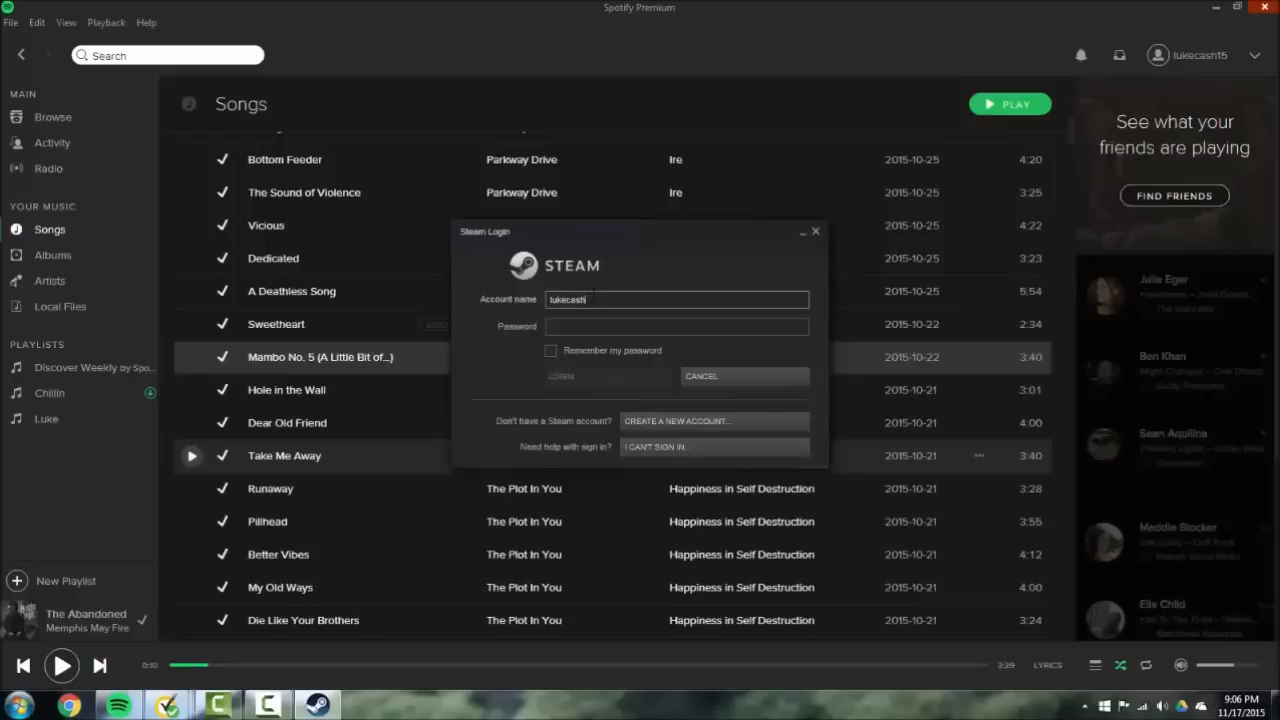 Spotify Premium
File Edit View Playback Help
Search
lukecash15
MAIN
Browse
Activity
Radio
YOUR MUSIC
Songs
Albums
Artists
Local Files
PLAYLISTS
Discover Weekly by Spo...
Chillin
Luke
New Playlist
The Abandoned
Memphis May Fire
Songs
PLAY
Bottom Feeder Parkway Drive Ire 2015-10-25 4:20
The Sound of Violence Parkway Drive Ire 2015-10-25 3:25
Vicious 2015-10-25 4:22
Dedicated 2015-10-25 3:23
A Deathless Song 2015-10-25 5:54
Sweetheart 2015-10-22 2:34
Mambo No. 5 (A Little Bit of...) 2015-10-22 3:40
Hole in the Wall 2015-10-21 3:01
Dear Old Friend 2015-10-21 4:00
Take Me Away 2015-10-21 ••• 3:40
Runaway The Plot In You Happiness in Self Destruction 2015-10-21 3:28
Pillhead The Plot In You Happiness in Self Destruction 2015-10-21 3:55
Better Vibes The Plot In You Happiness in Self Destruction 2015-10-21 4:12
My Old Ways The Plot In You Happiness in Self Destruction 2015-10-21 4:00
Die Like Your Brothers The Plot In You Happiness in Self Destruction 2015-10-21 3:24
Steam Login
STEAM
Account name lukecash
Password
Remember my password
LOGIN CANCEL
Don't have a Steam account? CREATE A NEW ACCOUNT...
Need help with sign in? I CAN'T SIGN IN...
See what your
friends are playing
FIND FRIENDS
Julia Eger
Ben Khan
Sean Aquilina
Maddie Stocker
Ella Child
0:10 3:39 LYRICS
9:06 PM
11/17/2015